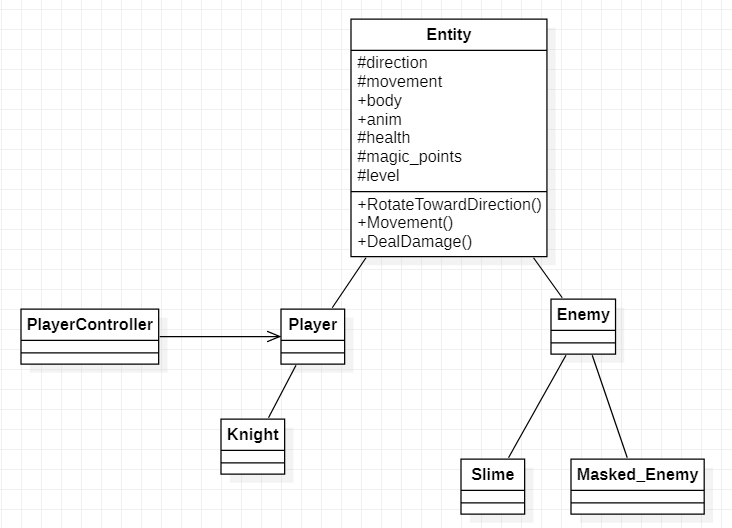 Entity
#direction
#movement
+body
+anim
#health
#magic_points
#level
+RotateTowardDirection()
+Movement()
+DealDamage()
PlayerController
Player
Enemy
Knight
Slime
Masked_Enemy